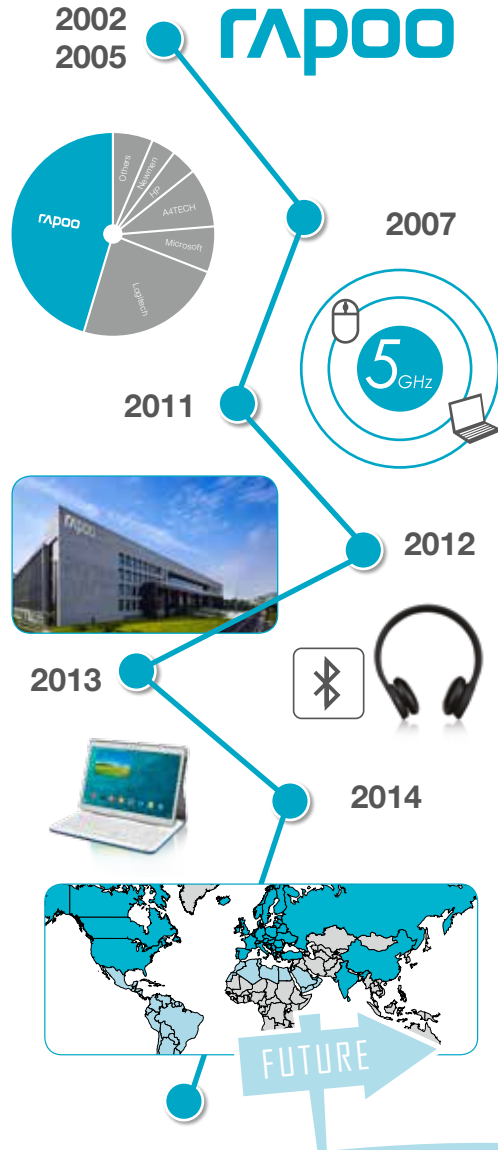 2002
2005
rapoo
Others
Newmen
HP
A4TECH
rapoo
Microsoft
Logitech
2007
5GHz
2011
rapoo
2012
2013
2014
FUTURE